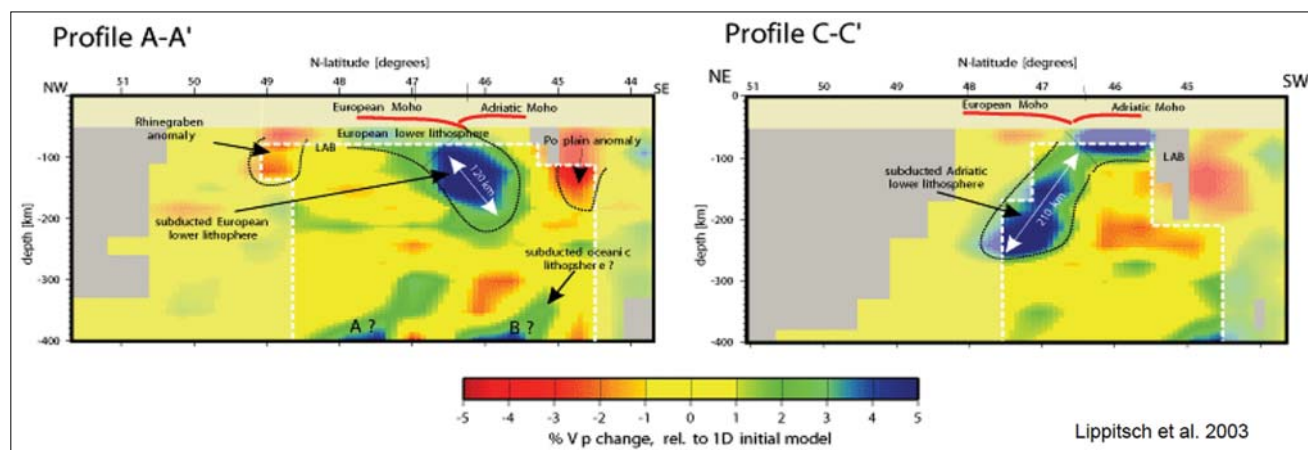 Profile A-A'
N-latitude [degrees]
NW
51 50 49 48 47 46 45 44
SE
European Moho
Adriatic Moho
Rhinegraben
anomaly
European lower lithosphere
LAB
Po plain anomaly
120 km
subducted European
lower lithophere
subducted oceanic
lithopshere ?
A ?
B ?
-100
-200
-300
-400
depth [km]
Profile C-C'
N-latitude [degrees]
NE
51 50 49 48 47 46 45
SW
European Moho
Adriatic Moho
LAB
subducted Adriatic
lower lithosphere
210 km
0
-100
-200
-300
-400
depth [km]
-5 -4 -3 -2 -1 0 1 2 3 4 5
% V p change, rel. to 1D initial model
Lippitsch et al. 2003